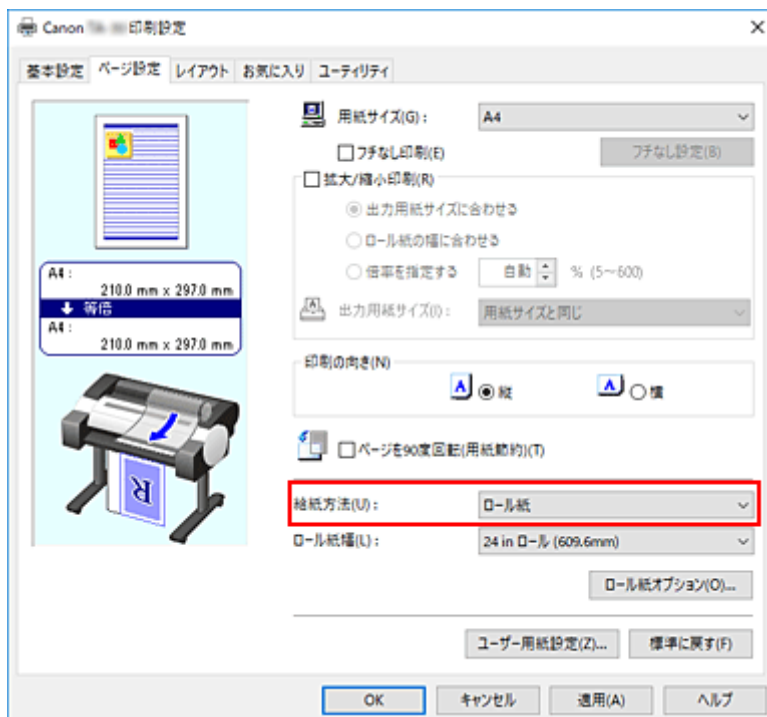 Canon 印刷設定
基本設定 ページ設定 レイアウト お気に入り ユーティリティ
用紙サイズ(G): A4
フチなし印刷(E) フチなし設定(B)
拡大/縮小印刷(R)
出力用紙サイズに合わせる
ロール紙の幅に合わせる
倍率を指定する 自動 % (5~600)
出力用紙サイズ(I): 用紙サイズと同じ
A4:
210.0 mm x 297.0 mm
等倍
A4:
210.0 mm x 297.0 mm
印刷の向き(N)
A 縦 A 横
ページを90度回転(用紙節約)(T)
R
給紙方法(U): ロール紙
ロール紙幅(L): 24 in ロール (609.6mm)
ロール紙オプション(O)...
ユーザー用紙設定(Z)... 標準に戻す(F)
OK キャンセル 適用(A) ヘルプ